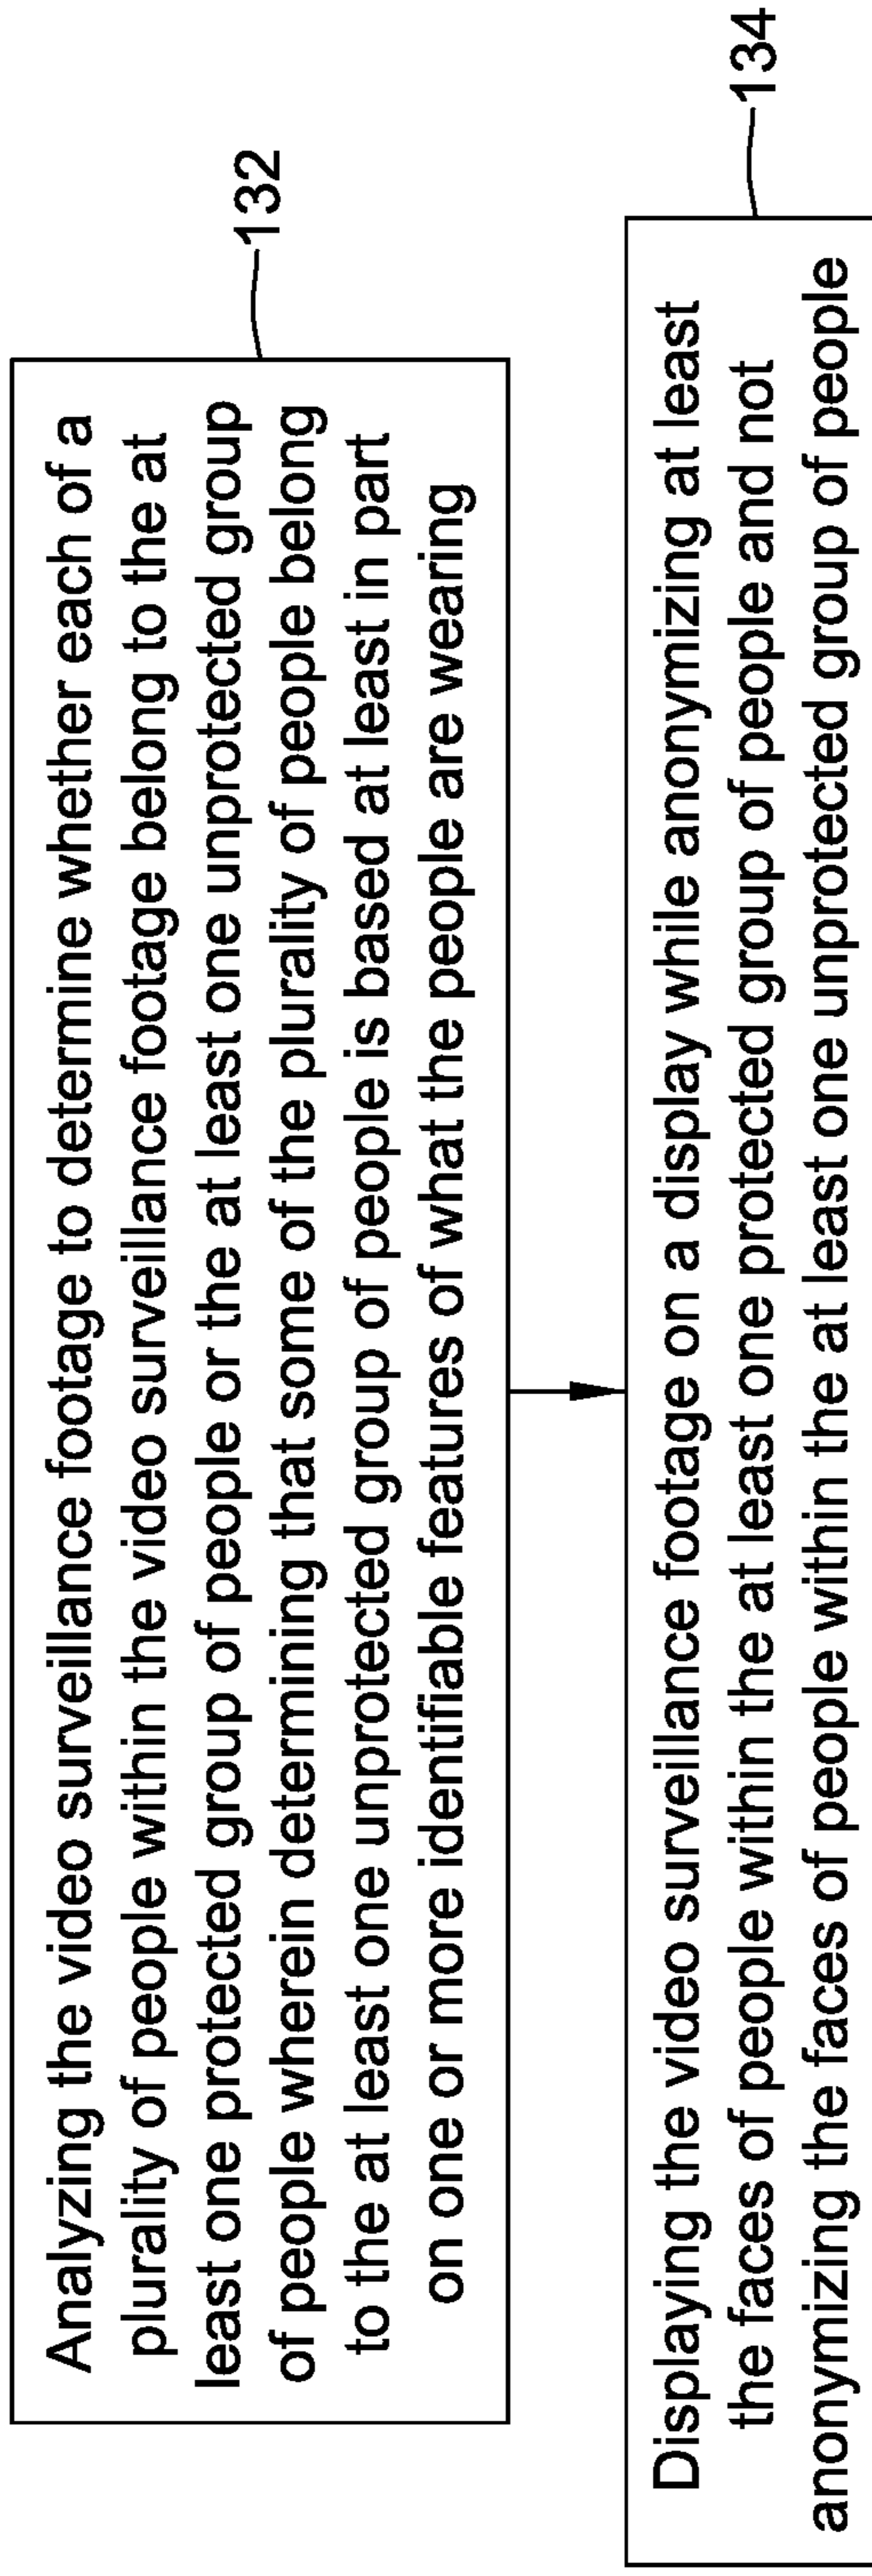 Analyzing the video surveillance footage to determine whether each of a
plurality of people within the video surveillance footage belong to the at
least one protected group of people or the at least one unprotected group
of people wherein determining that some of the plurality of people belong
to the at least one unprotected group of people is based at least in part
on one or more identifiable features of what the people are wearing
132
Displaying the video surveillance footage on a display while anonymizing at least
the faces of people within the at least one protected group of people and not
anonymizing the faces of people within the at least one unprotected group of people
134